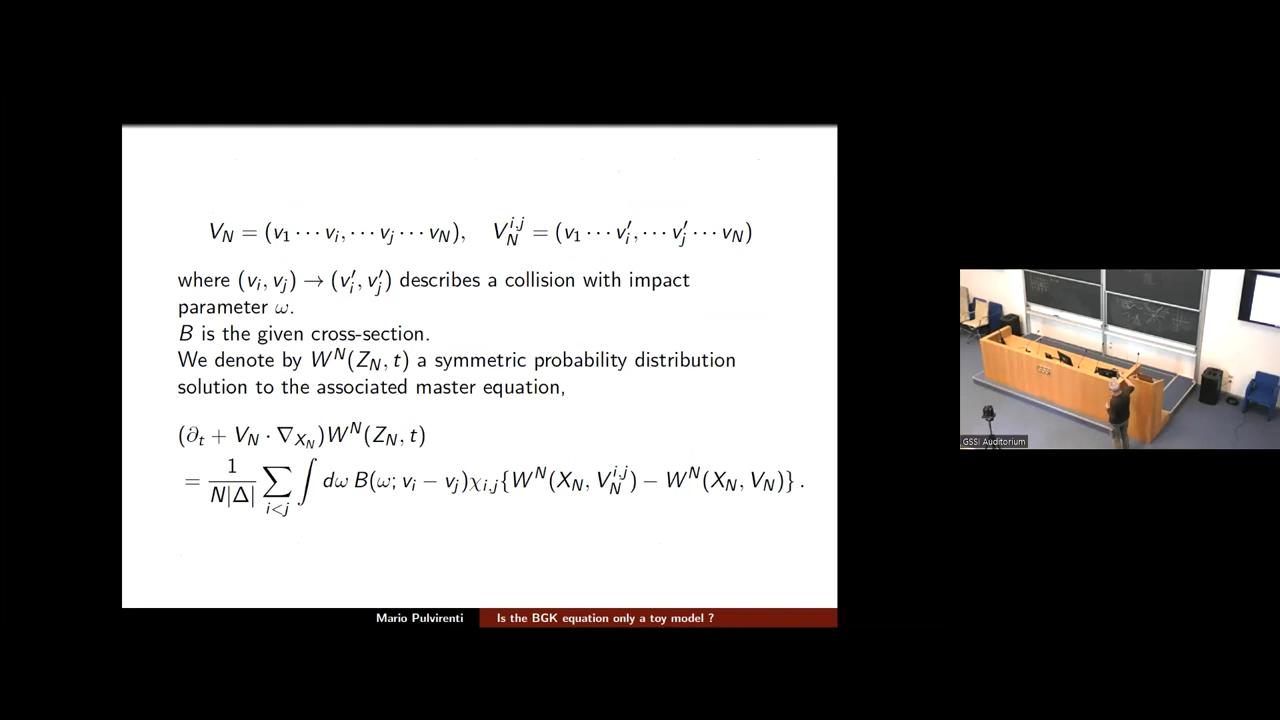 V_N = (v_1 ··· v_i, ··· v_j ··· v_N),   V_N^{i,j} = (v_1 ··· v_i′, ··· v_j′ ··· v_N)
where (v_i, v_j) → (v_i′, v_j′) describes a collision with impact
parameter ω.
B is the given cross-section.
We denote by W^N(Z_N, t) a symmetric probability distribution
solution to the associated master equation,
(∂_t + V_N · ∇_{X_N})W^N(Z_N, t)
= 1/(N|Δ|) ∑_{i<j} ∫ dω B(ω; v_i − v_j)χ_{i,j}{W^N(X_N, V_N^{i,j}) − W^N(X_N, V_N)} .
Mario Pulvirenti   Is the BGK equation only a toy model ?
GSSI
GSSI Auditorium